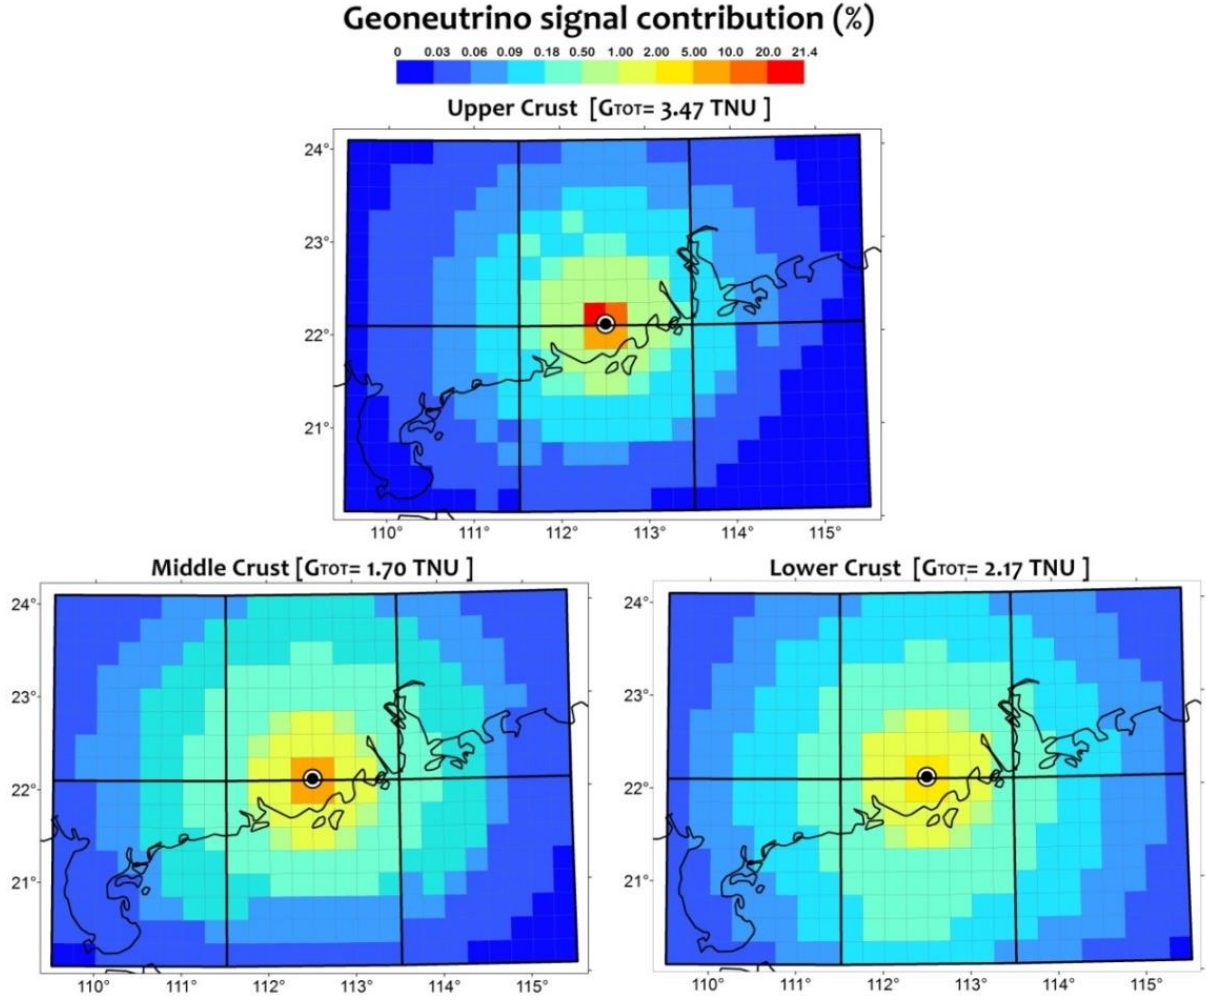 Geoneutrino signal contribution (%)
0 0.03 0.06 0.09 0.18 0.50 1.00 2.00 5.00 10.0 20.0 21.4
Upper Crust [GTOT= 3.47 TNU ]
24°
23°
22°
21°
110° 111° 112° 113° 114° 115°
Middle Crust [GTOT= 1.70 TNU ]
24°
23°
22°
21°
110° 111° 112° 113° 114° 115°
Lower Crust [GTOT= 2.17 TNU ]
24°
23°
22°
21°
110° 111° 112° 113° 114° 115°